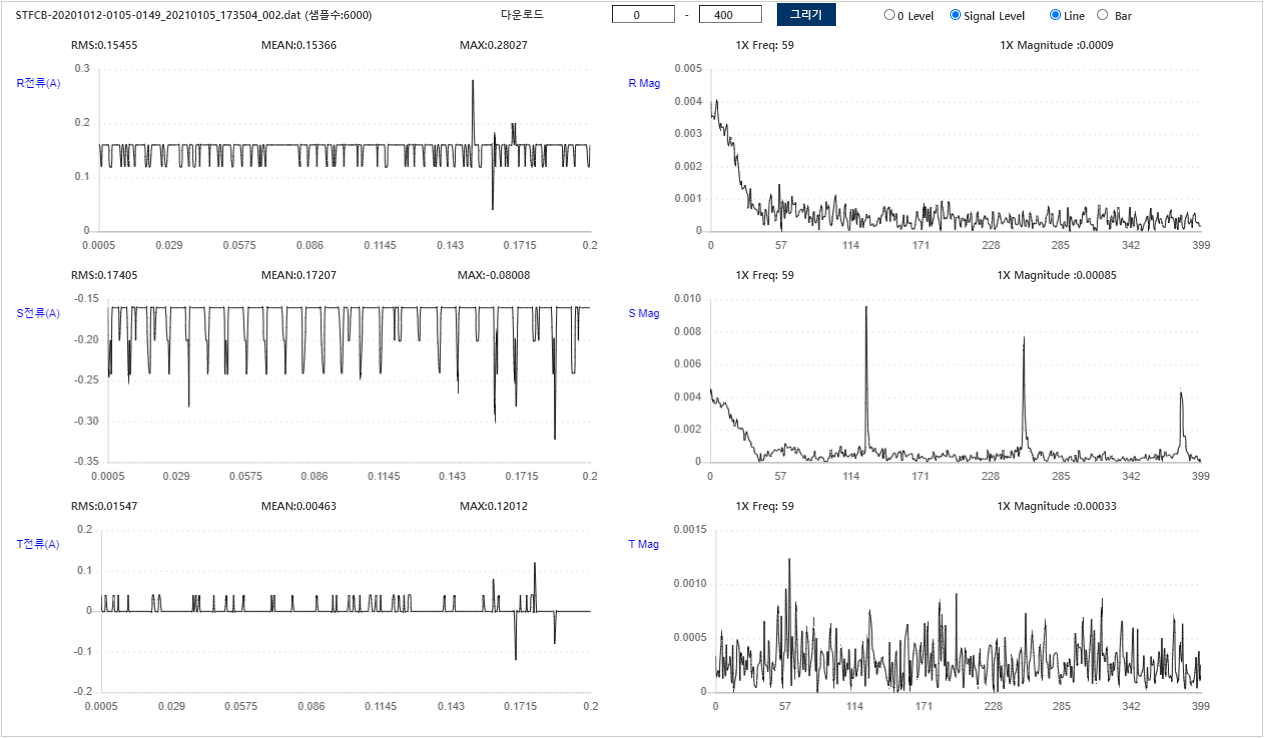 STFCB-20201012-0105-0149_20210105_173504_002.dat (샘플수:6000) 다운로드 0 - 400 그리기 0 Level Signal Level Line Bar
RMS:0.15455 MEAN:0.15366 MAX:0.28027
R전류(A)
0.3
0.2
0.1
0
0.0005 0.029 0.0575 0.086 0.1145 0.143 0.1715 0.2
1X Freq: 59 1X Magnitude :0.0009
R Mag
0.005
0.004
0.003
0.002
0.001
0
0 57 114 171 228 285 342 399
RMS:0.17405 MEAN:0.17207 MAX:-0.08008
S전류(A)
-0.15
-0.20
-0.25
-0.30
-0.35
0.0005 0.029 0.0575 0.086 0.1145 0.143 0.1715 0.2
1X Freq: 59 1X Magnitude :0.00085
S Mag
0.010
0.008
0.006
0.004
0.002
0
0 57 114 171 228 285 342 399
RMS:0.01547 MEAN:0.00463 MAX:0.12012
T전류(A)
0.2
0.1
0
-0.1
-0.2
0.0005 0.029 0.0575 0.086 0.1145 0.143 0.1715 0.2
1X Freq: 59 1X Magnitude :0.00033
T Mag
0.0015
0.0010
0.0005
0
0 57 114 171 228 285 342 399